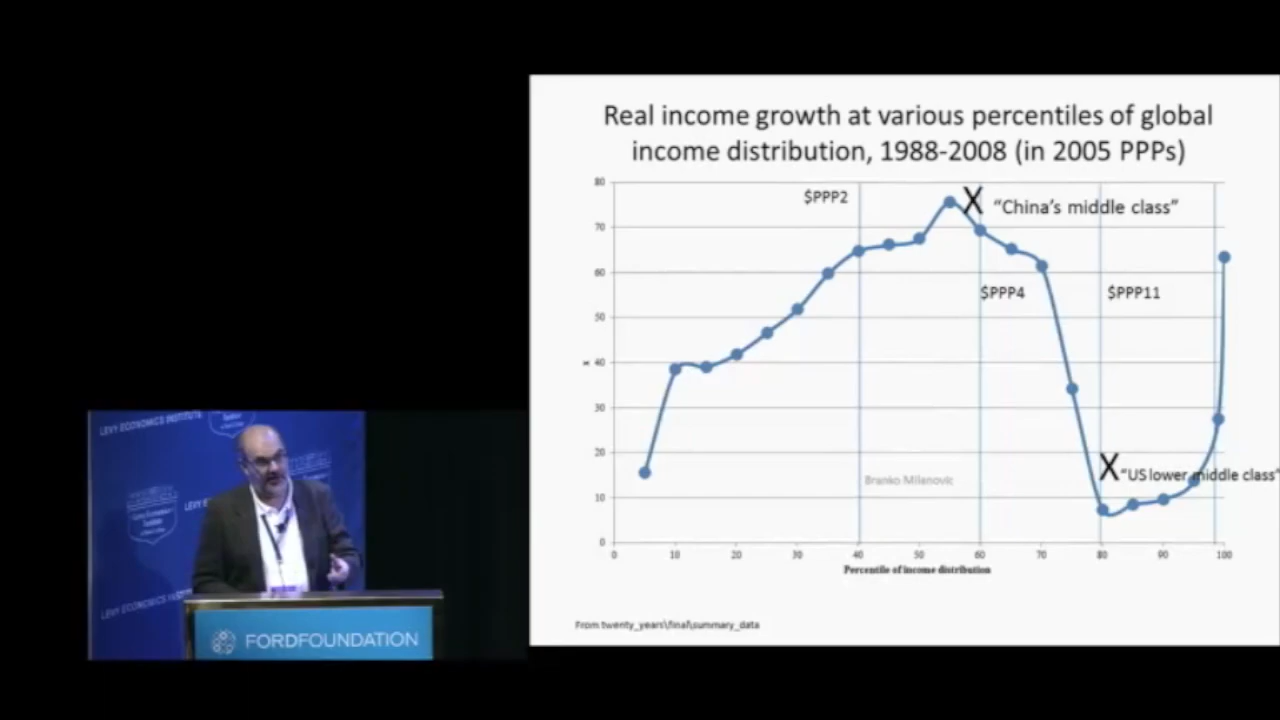 Real income growth at various percentiles of global
income distribution, 1988-2008 (in 2005 PPPs)
80
70
60
50
40
30
20
10
0
$PPP2
X "China's middle class"
$PPP4
$PPP11
X "US lower middle class"
Branko Milanovic
0 10 20 30 40 50 60 70 80 90 100
Percentile of income distribution
From twenty_years\final\summary_data
LEVY ECONOMICS INSTITUTE
FORDFOUNDATION